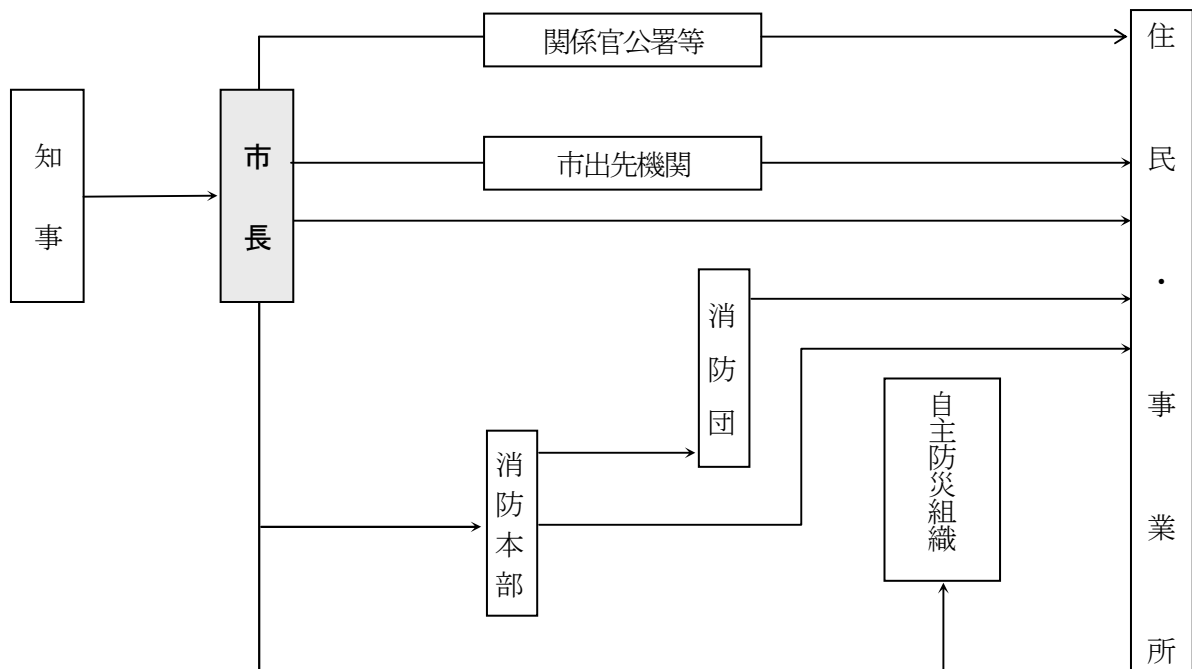 関係官公署等
知事
市長
市出先機関
消防団
消防本部
自主防災組織
住民・事業所